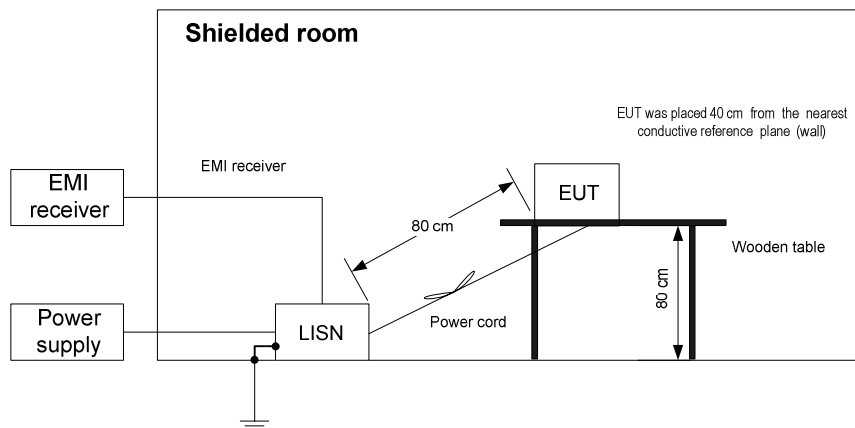 Shielded room
EUT was placed 40 cm from the nearest
conductive reference plane (wall)
EMI receiver
EMI
receiver
EUT
80 cm
Wooden table
80 cm
Power
supply
LISN
Power cord